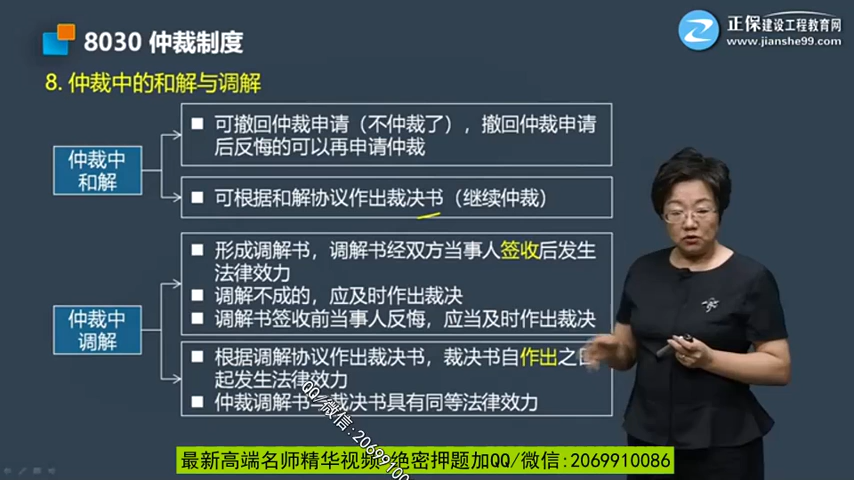 8030 仲裁制度
正保建设工程教育网
www.jianshe99.com
8. 仲裁中的和解与调解
仲裁中
和解
■ 可撤回仲裁申请（不仲裁了），撤回仲裁申请
后反悔的可以再申请仲裁
■ 可根据和解协议作出裁决书（继续仲裁）
仲裁中
调解
■ 形成调解书，调解书经双方当事人签收后发生
法律效力
■ 调解不成的，应及时作出裁决
■ 调解书签收前当事人反悔，应当及时作出裁决
■ 根据调解协议作出裁决书，裁决书自作出之日
起发生法律效力
■ 仲裁调解书 裁决书具有同等法律效力
QQ/微信:20699100
最新高端名师精华视频 绝密押题加QQ/微信:2069910086